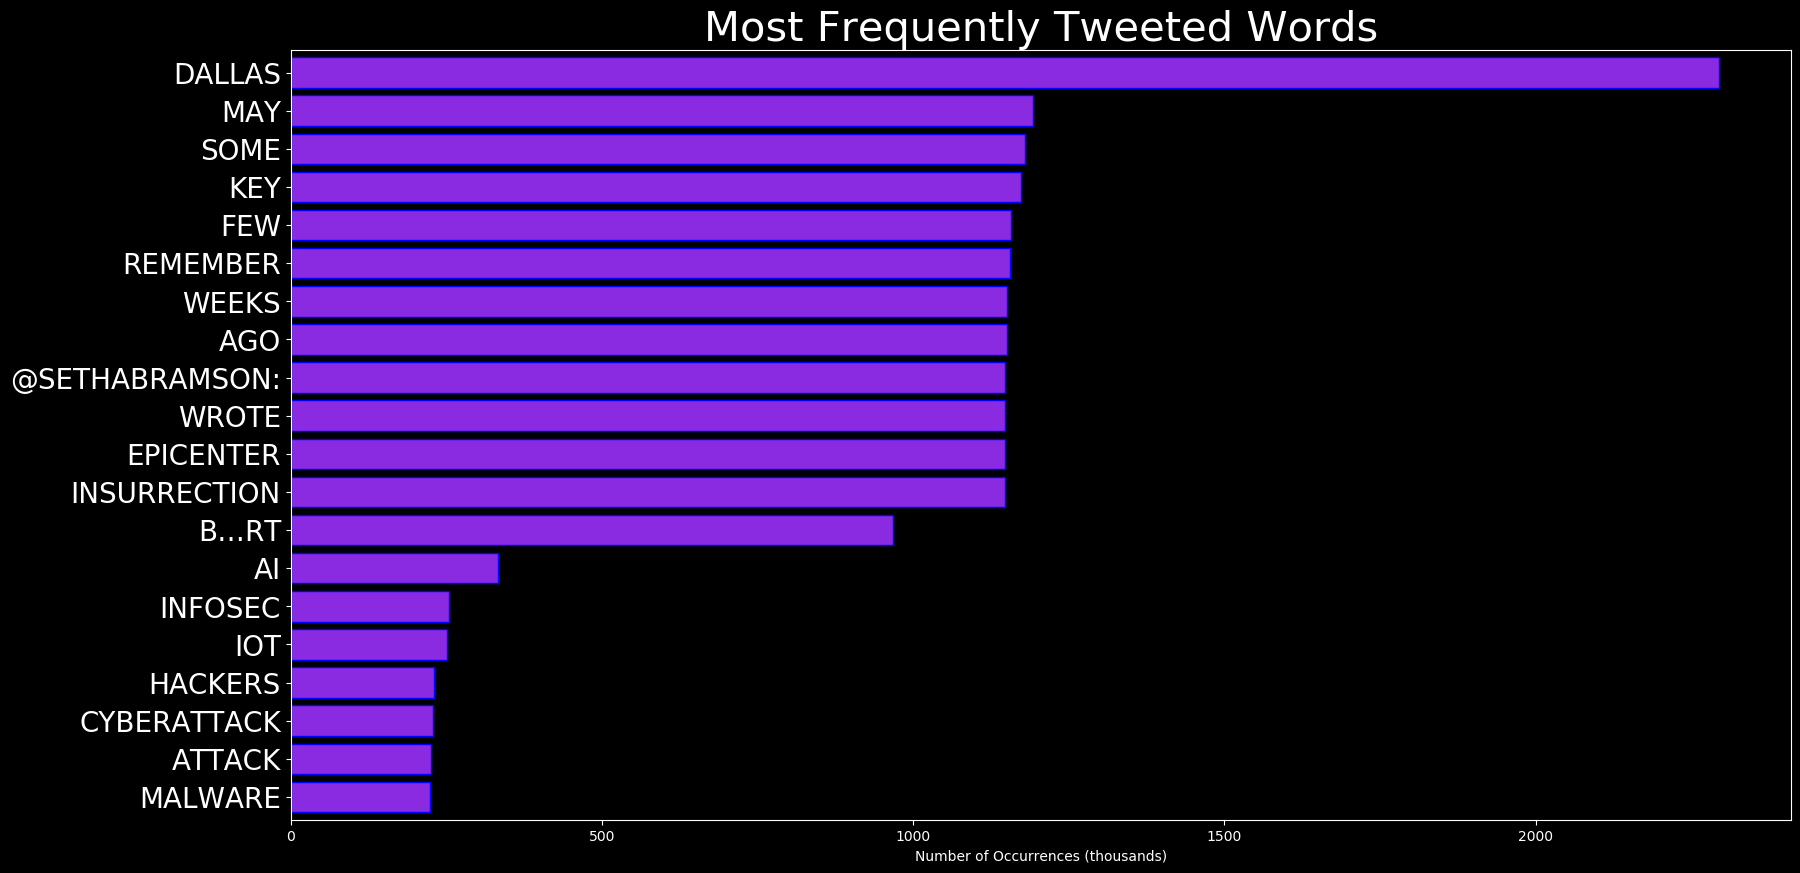 Most Frequently Tweeted Words
DALLAS
MAY
SOME
KEY
FEW
REMEMBER
WEEKS
AGO
@SETHABRAMSON:
WROTE
EPICENTER
INSURRECTION
B…RT
AI
INFOSEC
IOT
HACKERS
CYBERATTACK
ATTACK
MALWARE
0 500 1000 1500 2000
Number of Occurrences (thousands)